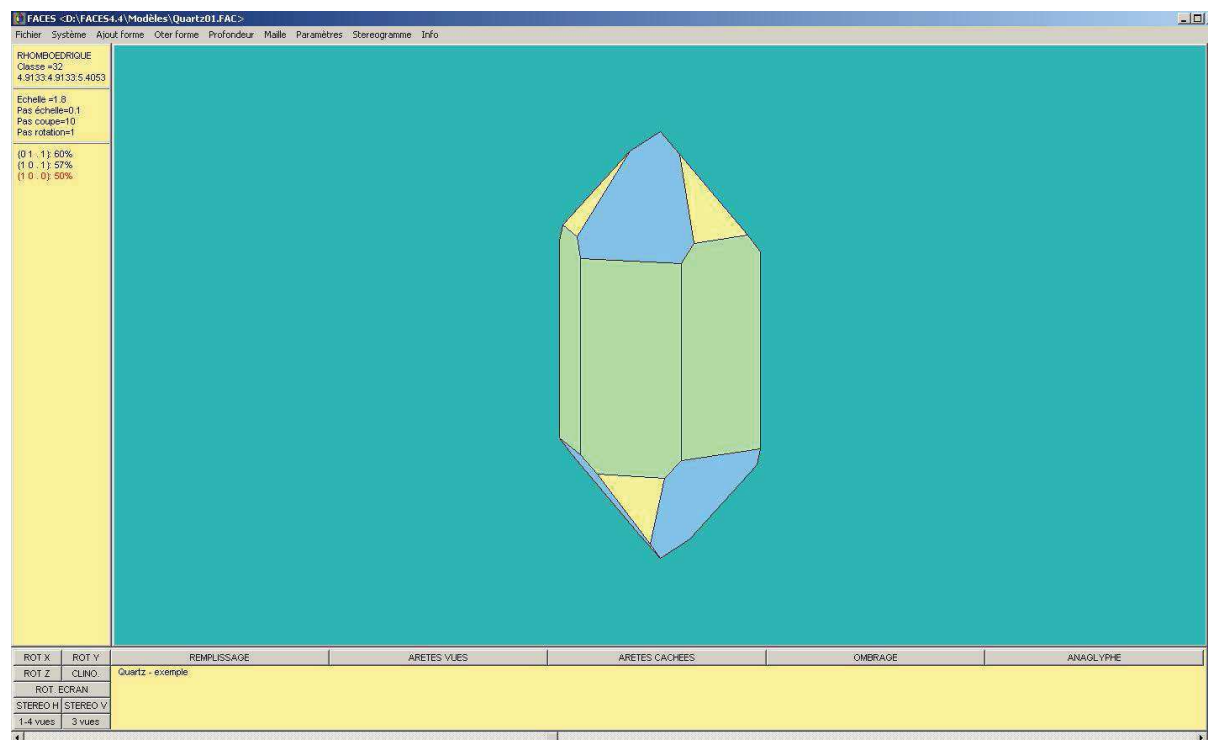 FACES <D:\FACES4.4\Modèles\Quartz01.FAC>
Fichier Système Ajout forme Oter forme Profondeur Maille Paramètres Stereogramme Info
RHOMBOEDRIQUE
Classe =32
4.9133:4.9133:5.4053
Echelle =1.8
Pas échelle=0.1
Pas coupe=10
Pas rotation=1
(0 1 . 1): 60%
(1 0 . 1): 57%
(1 0 . 0): 50%
ROT X ROT Y REMPLISSAGE ARETES VUES ARETES CACHEES OMBRAGE ANAGLYPHE
ROT Z CLINO. Quartz - exemple
ROT. ECRAN
STEREO H STEREO V
1-4 vues 3 vues